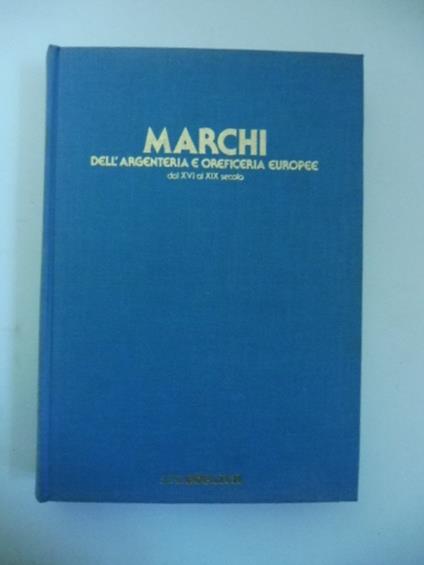 MARCHI
DELL'ARGENTERIA E OREFICERIA EUROPEE
dal XVI al XIX secolo